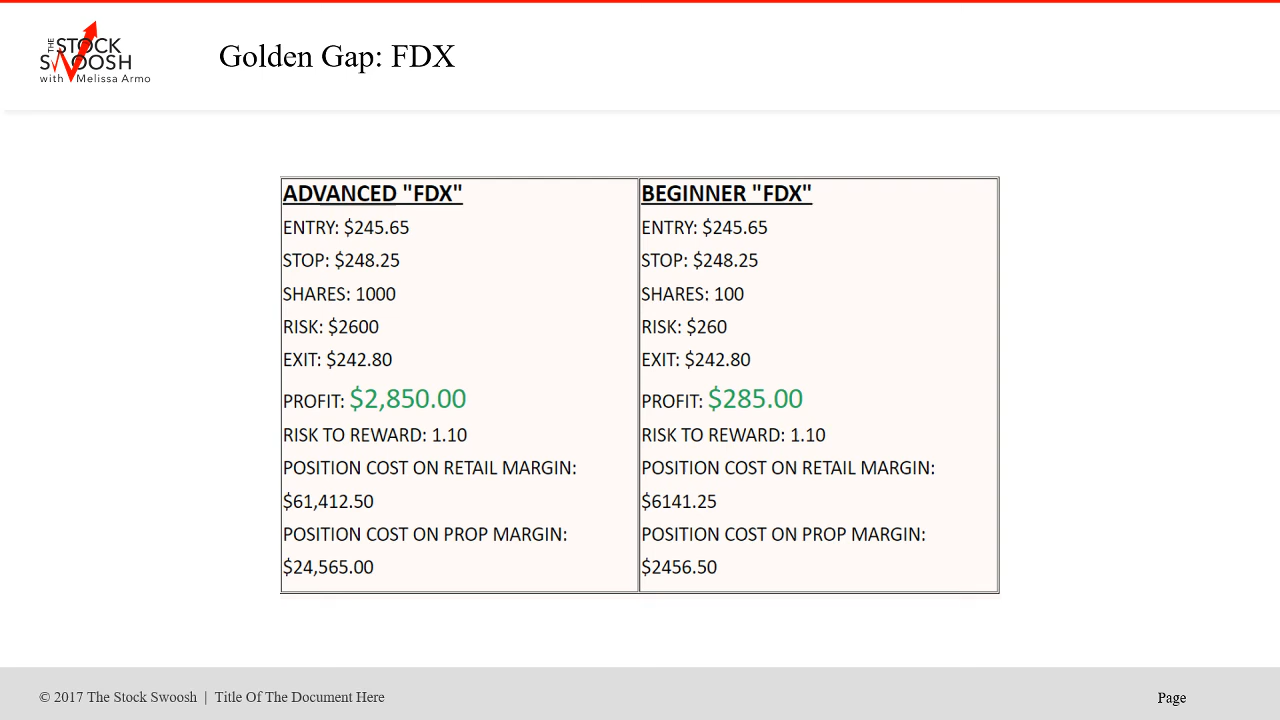 THE STOCK
SWOOSH
with Melissa Armo
Golden Gap: FDX
ADVANCED "FDX"
ENTRY: $245.65
STOP: $248.25
SHARES: 1000
RISK: $2600
EXIT: $242.80
PROFIT: $2,850.00
RISK TO REWARD: 1.10
POSITION COST ON RETAIL MARGIN:
$61,412.50
POSITION COST ON PROP MARGIN:
$24,565.00
BEGINNER "FDX"
ENTRY: $245.65
STOP: $248.25
SHARES: 100
RISK: $260
EXIT: $242.80
PROFIT: $285.00
RISK TO REWARD: 1.10
POSITION COST ON RETAIL MARGIN:
$6141.25
POSITION COST ON PROP MARGIN:
$2456.50
© 2017 The Stock Swoosh | Title Of The Document Here
Page